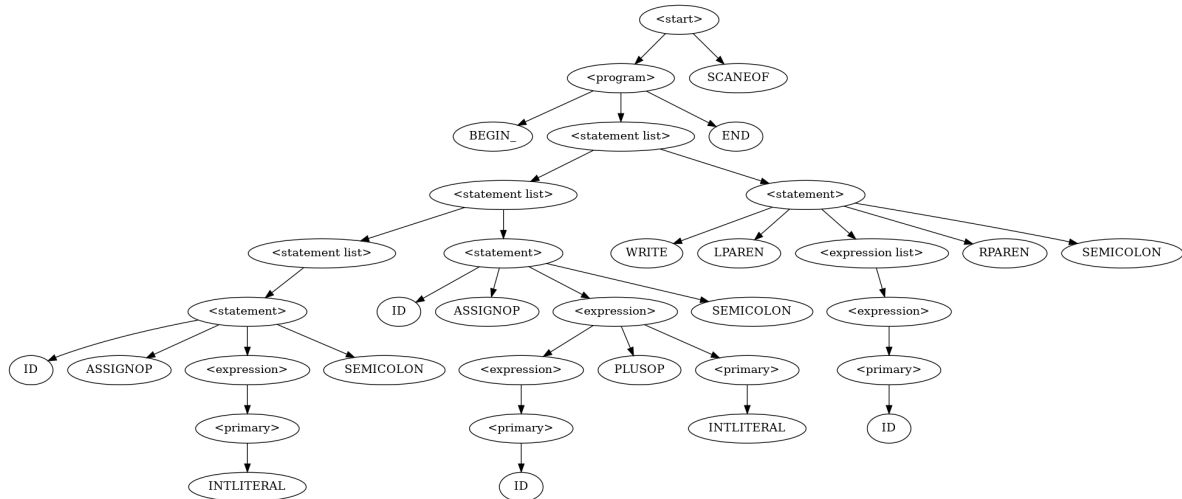 <start>
<program> SCANEOF
BEGIN_ <statement list> END
<statement list> <statement>
<statement list> <statement> WRITE LPAREN <expression list> RPAREN SEMICOLON
<statement> ID ASSIGNOP <expression> SEMICOLON <expression>
ID ASSIGNOP <expression> SEMICOLON <expression> PLUSOP <primary> <primary>
<primary> <primary> INTLITERAL ID
INTLITERAL ID